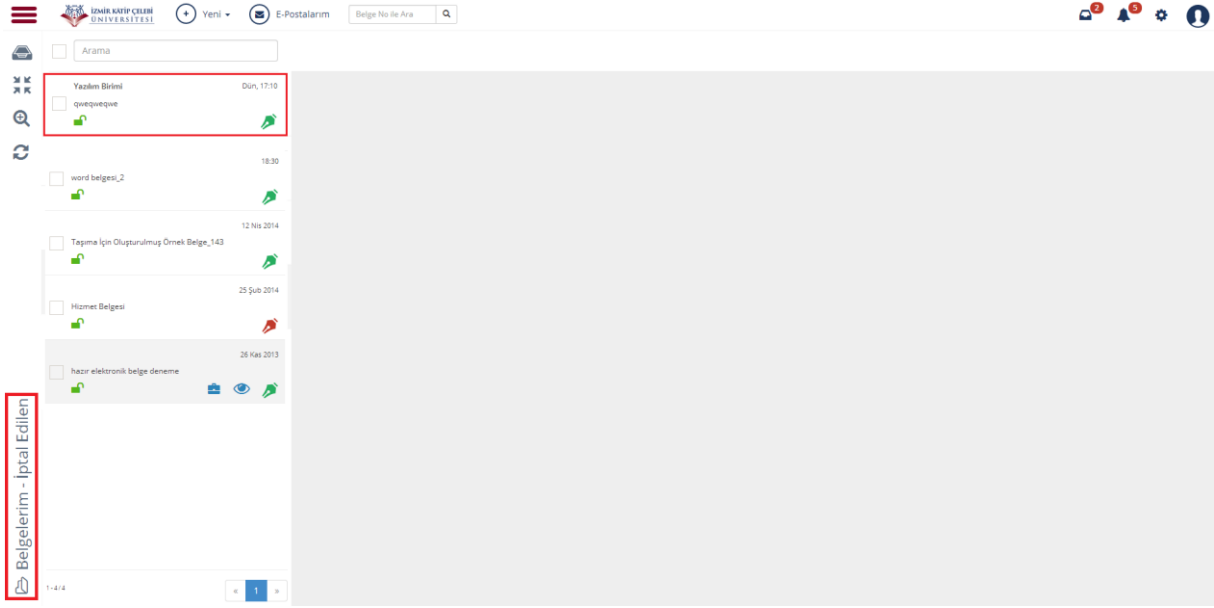 İZMİR KATİP ÇELEBİ
ÜNİVERSİTESİ
Yeni
E-Postalarım
Belge No ile Ara
2
5
Arama
Yazılım Birimi
Dün, 17:10
qweqweqwe
18:30
word belgesi_2
12 Nis 2014
Taşıma İçin Oluşturulmuş Örnek Belge_143
25 Şub 2014
Hizmet Belgesi
26 Kas 2013
hazır elektronik belge deneme
Belgelerim - İptal Edilen
1-4/4
« 1 »